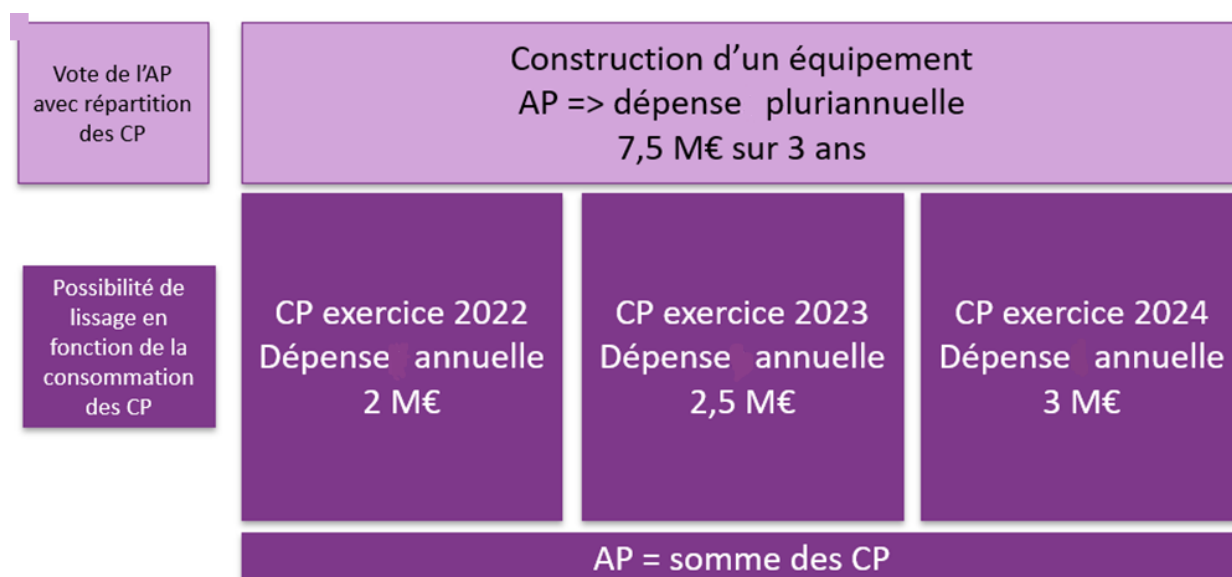 Vote de l'AP
avec répartition
des CP
Construction d'un équipement
AP => dépense pluriannuelle
7,5 M€ sur 3 ans
Possibilité de
lissage en
fonction de la
consommation
des CP
CP exercice 2022
Dépense annuelle
2 M€
CP exercice 2023
Dépense annuelle
2,5 M€
CP exercice 2024
Dépense annuelle
3 M€
AP = somme des CP